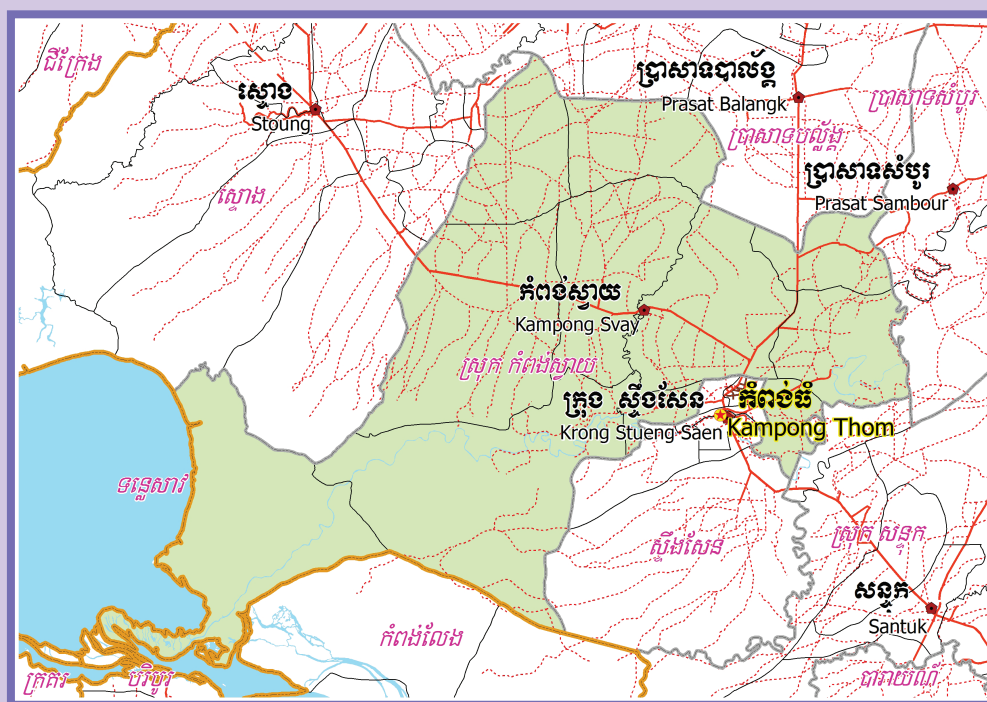 ជីក្រែង
ស្ទោង
Stoung
ប្រាសាទបាល័ង្គ
Prasat Balangk
ប្រាសាទសំបូរ
ប្រាសាទបល្ល័ង្គ
ប្រាសាទសំបូរ
Prasat Sambour
ស្ទោង
កំពង់ស្វាយ
Kampong Svay
ស្រុក កំពង់ស្វាយ
ក្រុង ស្ទឹងសែន
Krong Stueng Saen
កំពង់ធំ
Kampong Thom
ទន្លេសាប
ស្ទឹងសែន
ស្រុក សន្ទុក
សន្ទុក
Santuk
កំពង់លែង
ក្រគរ
បរិបូរ
បារាយណ៍